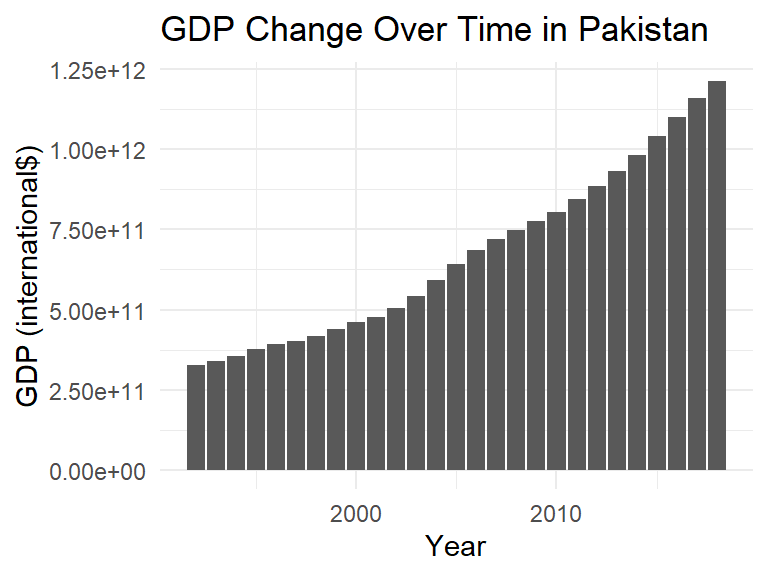 GDP Change Over Time in Pakistan
GDP (international$)
1.25e+12
1.00e+12
7.50e+11
5.00e+11
2.50e+11
0.00e+00
2000
2010
Year